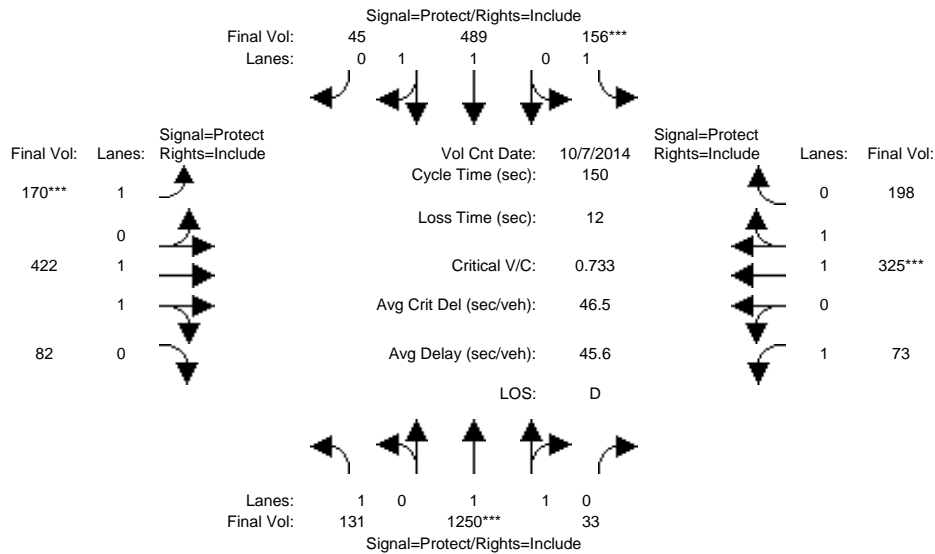 Signal=Protect/Rights=Include
Final Vol: 45 489 156***
Lanes: 0 1 1 0 1
Signal=Protect Signal=Protect
Final Vol: Lanes: Rights=Include Vol Cnt Date: 10/7/2014 Rights=Include Lanes: Final Vol:
Cycle Time (sec): 150
170*** 1 0 198
Loss Time (sec): 12
0 1
422 1 Critical V/C: 0.733 1 325***
1 Avg Crit Del (sec/veh): 46.5 0
82 0 Avg Delay (sec/veh): 45.6 1 73
LOS: D
Lanes: 1 0 1 1 0
Final Vol: 131 1250*** 33
Signal=Protect/Rights=Include